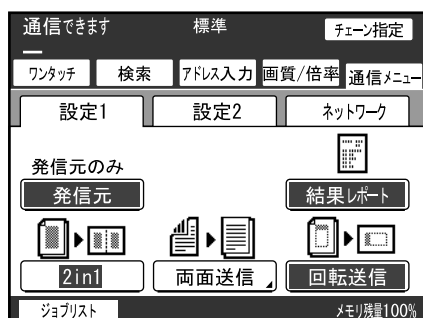 通信できます 標準 チェーン指定
ワンタッチ 検索 アドレス入力 画質/倍率 通信メニュー
設定1 設定2 ネットワーク
発信元のみ
発信元 結果レポート
2in1 両面送信 回転送信
ジョブリスト メモリ残量100%